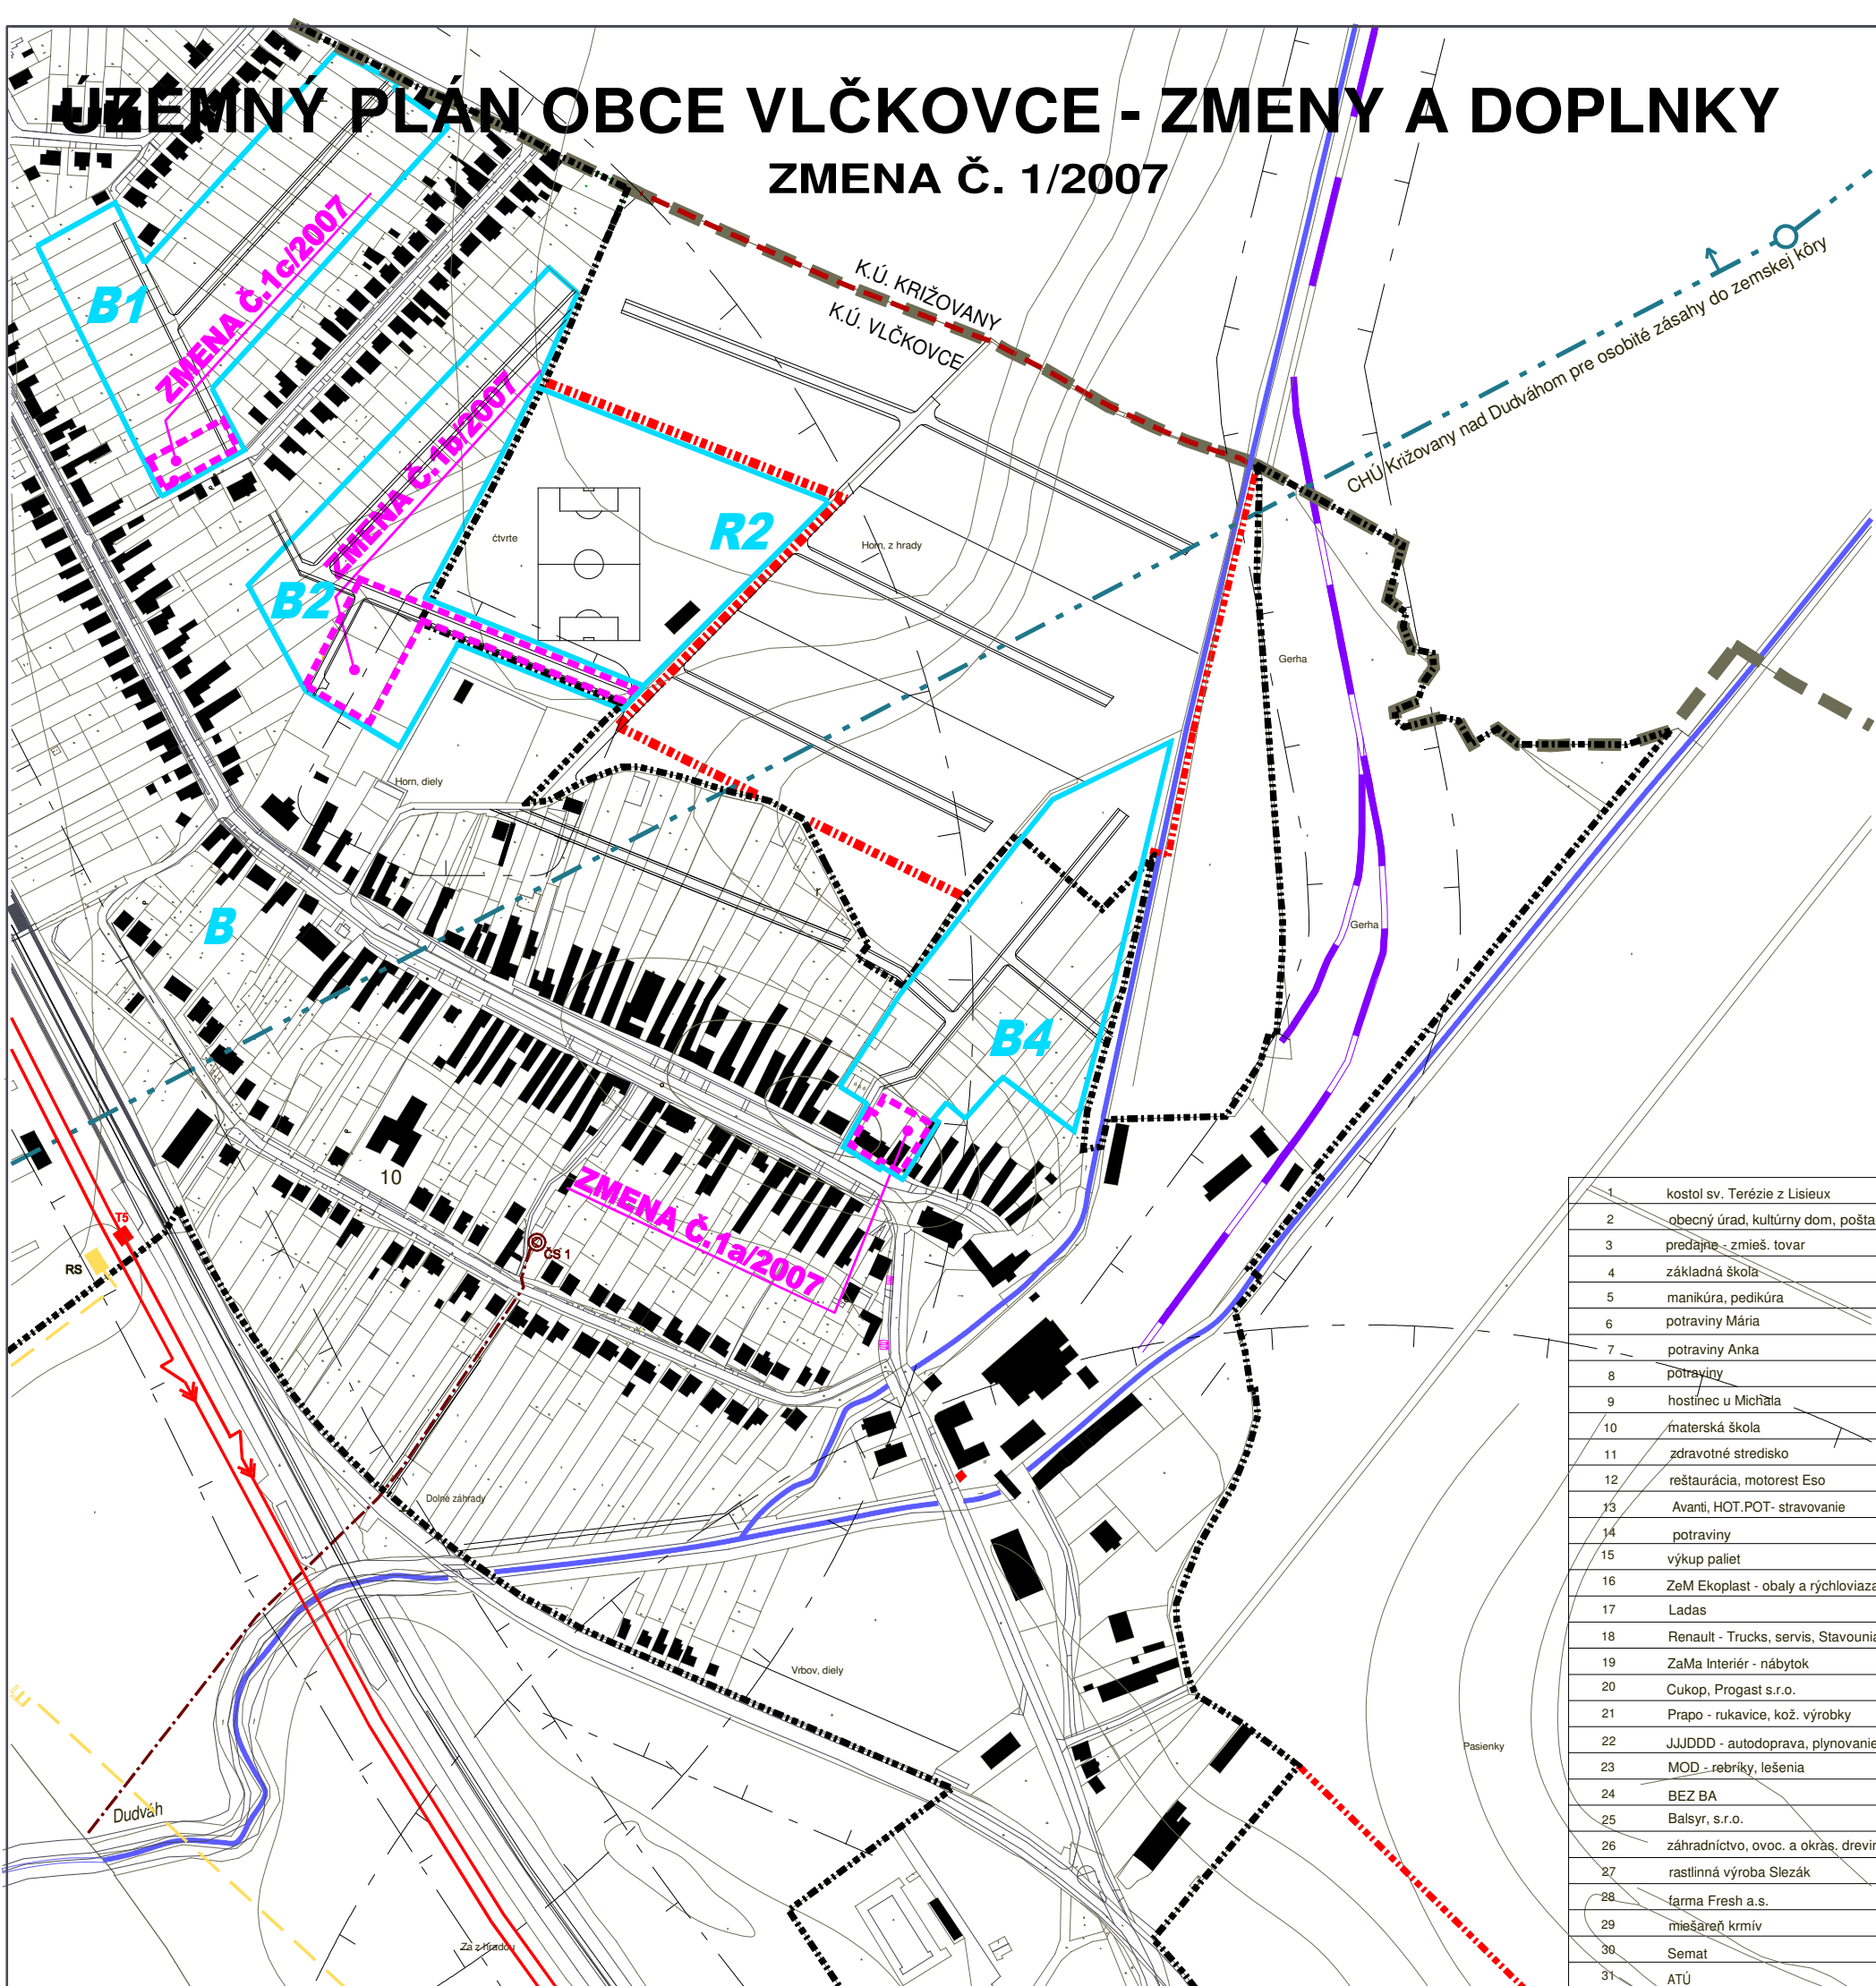 ÚZEMNÝ PLÁN OBCE VLČKOVCE - ZMENY A DOPLNKY
ZMENA Č. 1/2007
K.Ú. KRIŽOVANY
K.Ú. VLČKOVCE
CHÚ Križovany nad Dudváhom pre osobité zásahy do zemskej kôry
B1
ZMENA Č.1c/2007
ZMENA Č.1b/2007
R2
čtvrte
Horn, z hrady
B2
Gerha
Horn, diely
r
B
Gerha
B4
10
ZMENA Č.1a/2007
T5
RS
ČS 1
Dolné záhrady
Vrbov, diely
Pasienky
Dudváh
Za z hradou
1 kostol sv. Terézie z Lisieux
2 obecný úrad, kultúrny dom, pošta
3 predajne - zmieš. tovar
4 základná škola
5 manikúra, pedikúra
6 potraviny Mária
7 potraviny Anka
8 potraviny
9 hostinec u Michala
10 materská škola
11 zdravotné stredisko
12 reštaurácia, motorest Eso
13 Avanti, HOT.POT- stravovanie
14 potraviny
15 výkup paliet
16 ZeM Ekoplast - obaly a rýchloviaza
17 Ladas
18 Renault - Trucks, servis, Stavounia
19 ZaMa Interiér - nábytok
20 Cukop, Progast s.r.o.
21 Prapo - rukavice, kož. výrobky
22 JJJDDD - autodoprava, plynovanie
23 MOD - rebríky, lešenia
24 BEZ BA
25 Balsyr, s.r.o.
26 záhradníctvo, ovoc. a okras. drevin
27 rastlinná výroba Slezák
28 farma Fresh a.s.
29 miešareň krmív
30 Semat
31 ATÚ